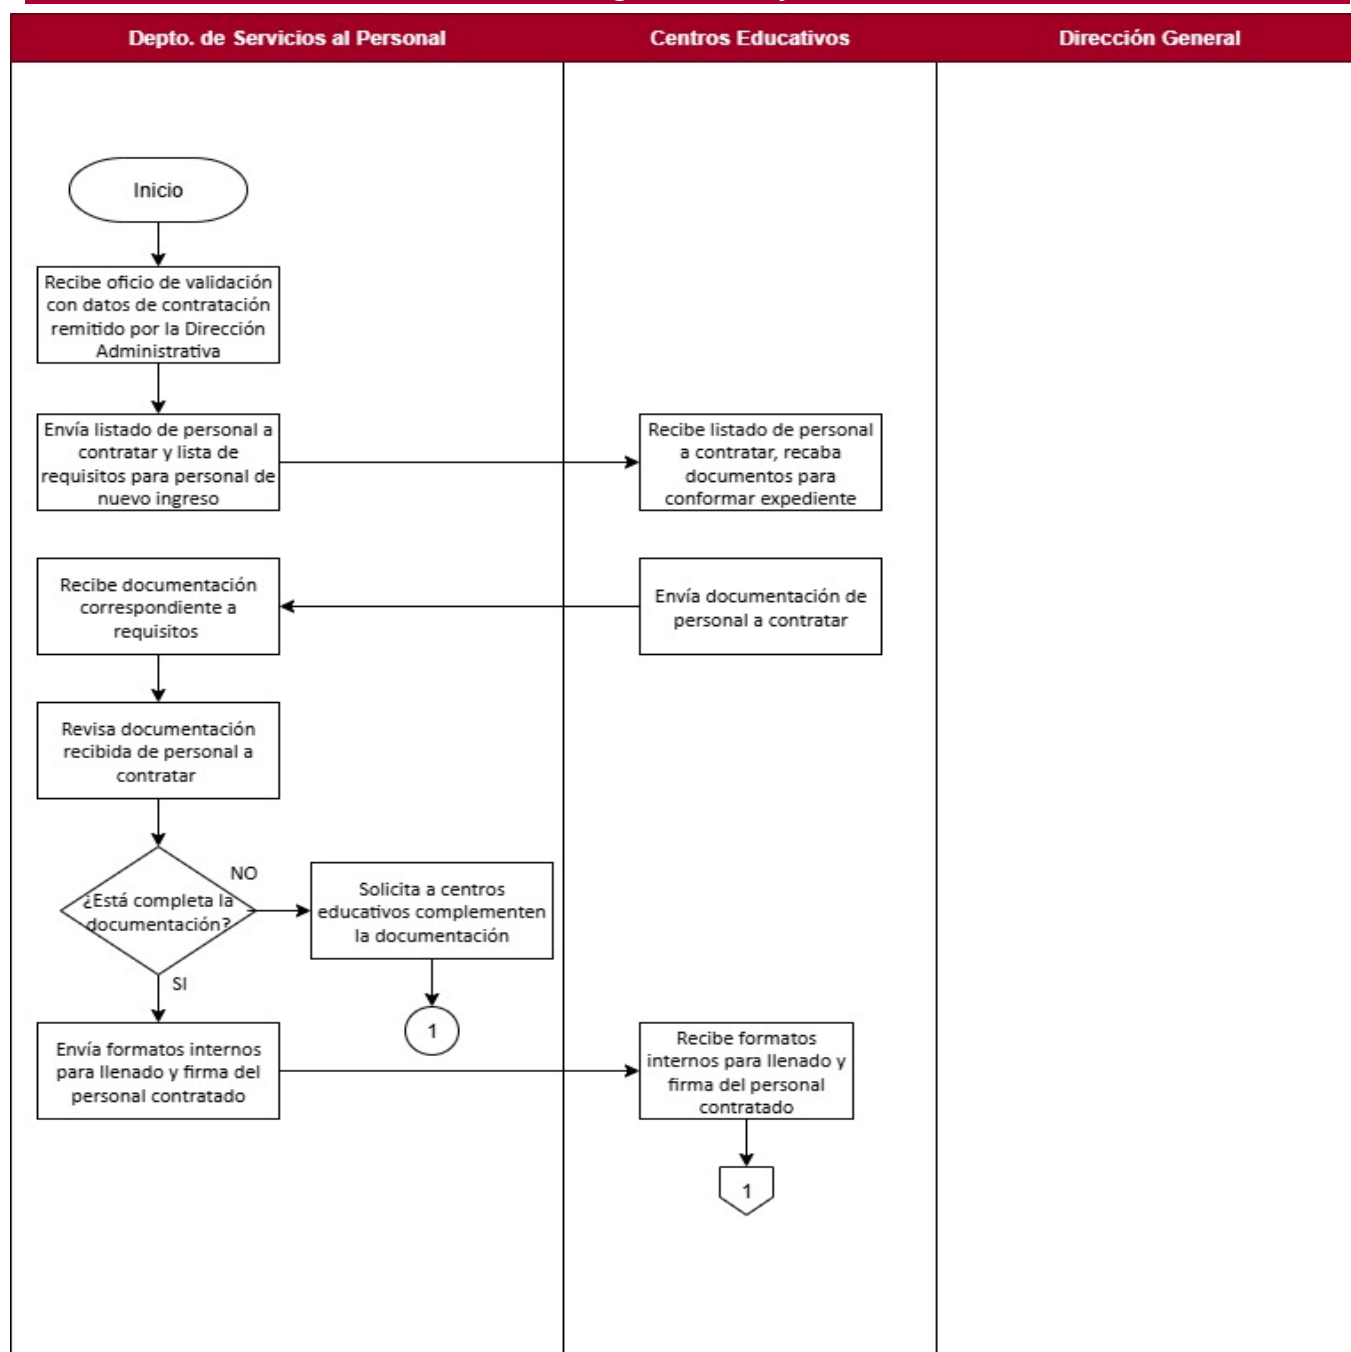 Depto. de Servicios al Personal
Centros Educativos
Dirección General
Inicio
Recibe oficio de validación
con datos de contratación
remitido por la Dirección
Administrativa
Envía listado de personal a
contratar y lista de
requisitos para personal de
nuevo ingreso
Recibe listado de personal
a contratar, recaba
documentos para
conformar expediente
Recibe documentación
correspondiente a
requisitos
Envía documentación de
personal a contratar
Revisa documentación
recibida de personal a
contratar
¿Está completa la
documentación?
NO
Solicita a centros
educativos complementen
la documentación
SI
1
Envía formatos internos
para llenado y firma del
personal contratado
Recibe formatos
internos para llenado y
firma del personal
contratado
1